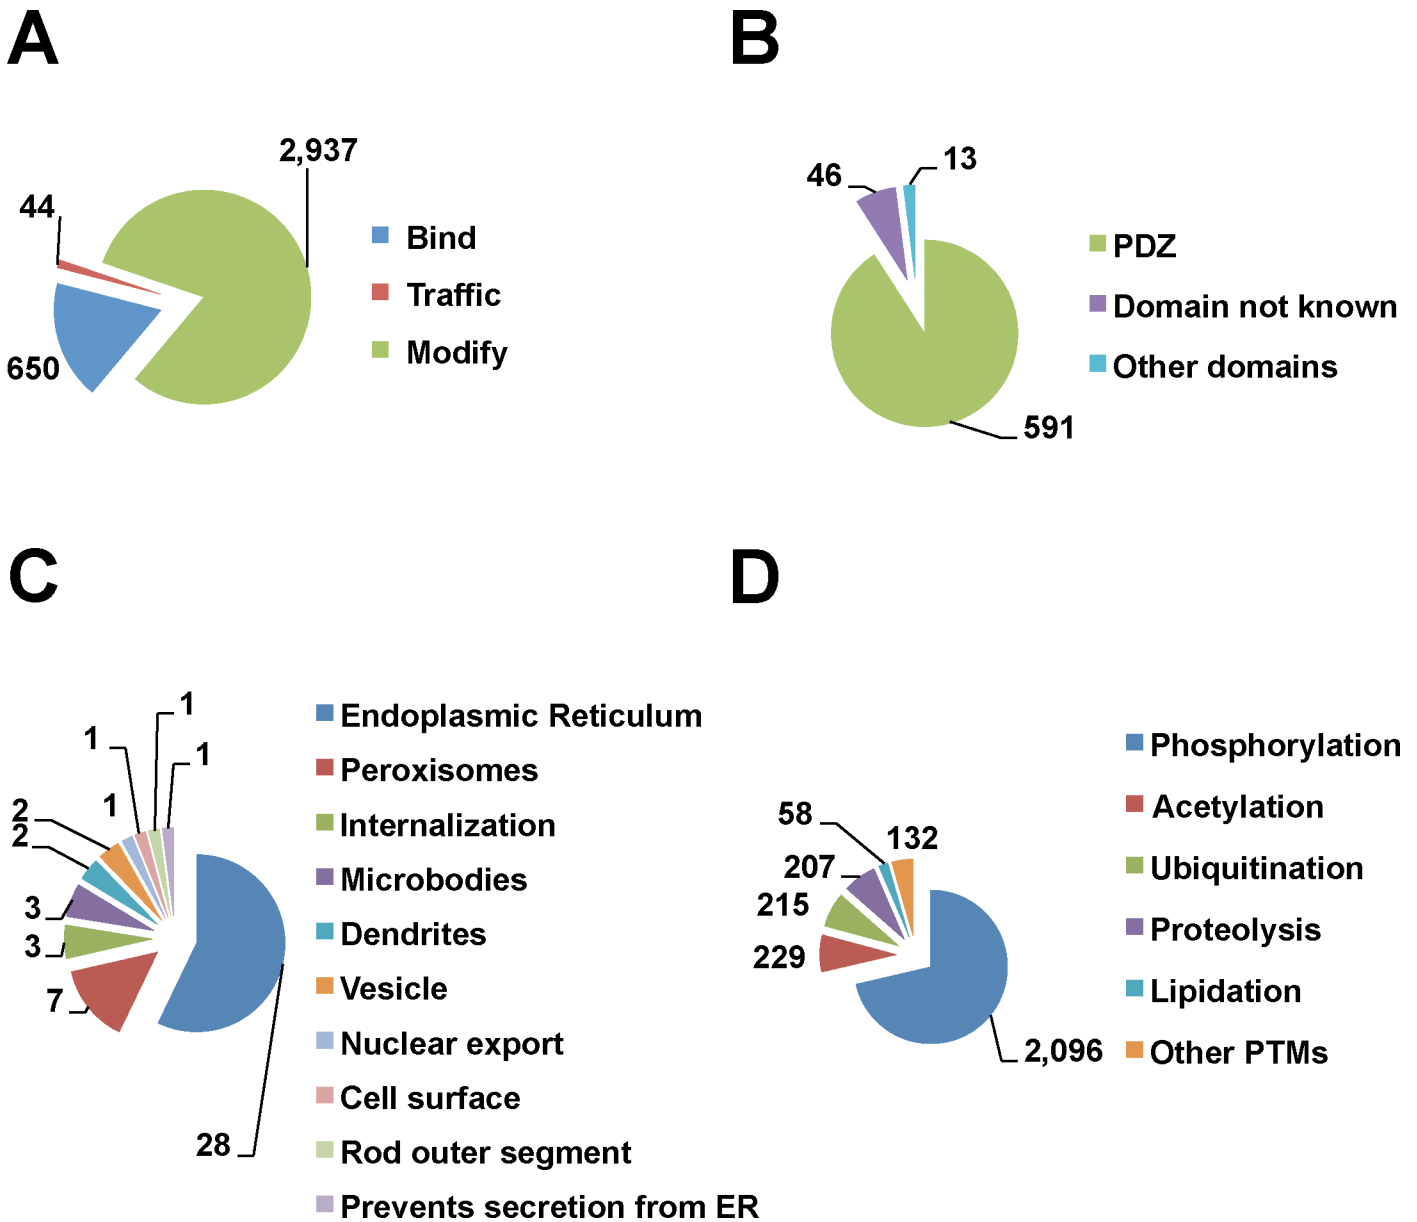 A
2,937
44
650
Bind
Traffic
Modify
B
46
13
591
PDZ
Domain not known
Other domains
C
1
1
1
1
2
2
3
3
7
28
Endoplasmic Reticulum
Peroxisomes
Internalization
Microbodies
Dendrites
Vesicle
Nuclear export
Cell surface
Rod outer segment
Prevents secretion from ER
D
58
132
207
215
229
2,096
Phosphorylation
Acetylation
Ubiquitination
Proteolysis
Lipidation
Other PTMs